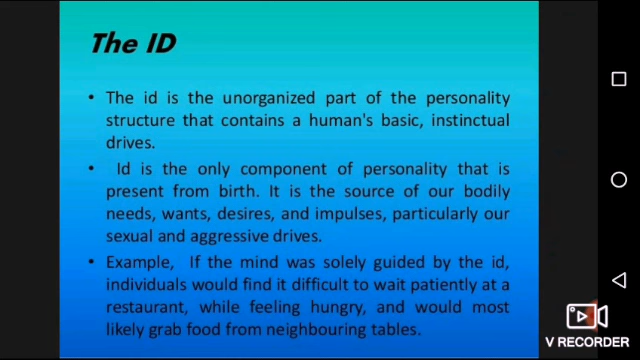 The ID
• The id is the unorganized part of the personality
structure that contains a human's basic, instinctual
drives.
• Id is the only component of personality that is
present from birth. It is the source of our bodily
needs, wants, desires, and impulses, particularly our
sexual and aggressive drives.
• Example, If the mind was solely guided by the id,
individuals would find it difficult to wait patiently at a
restaurant, while feeling hungry, and would most
likely grab food from neighbouring tables.
V RECORDER